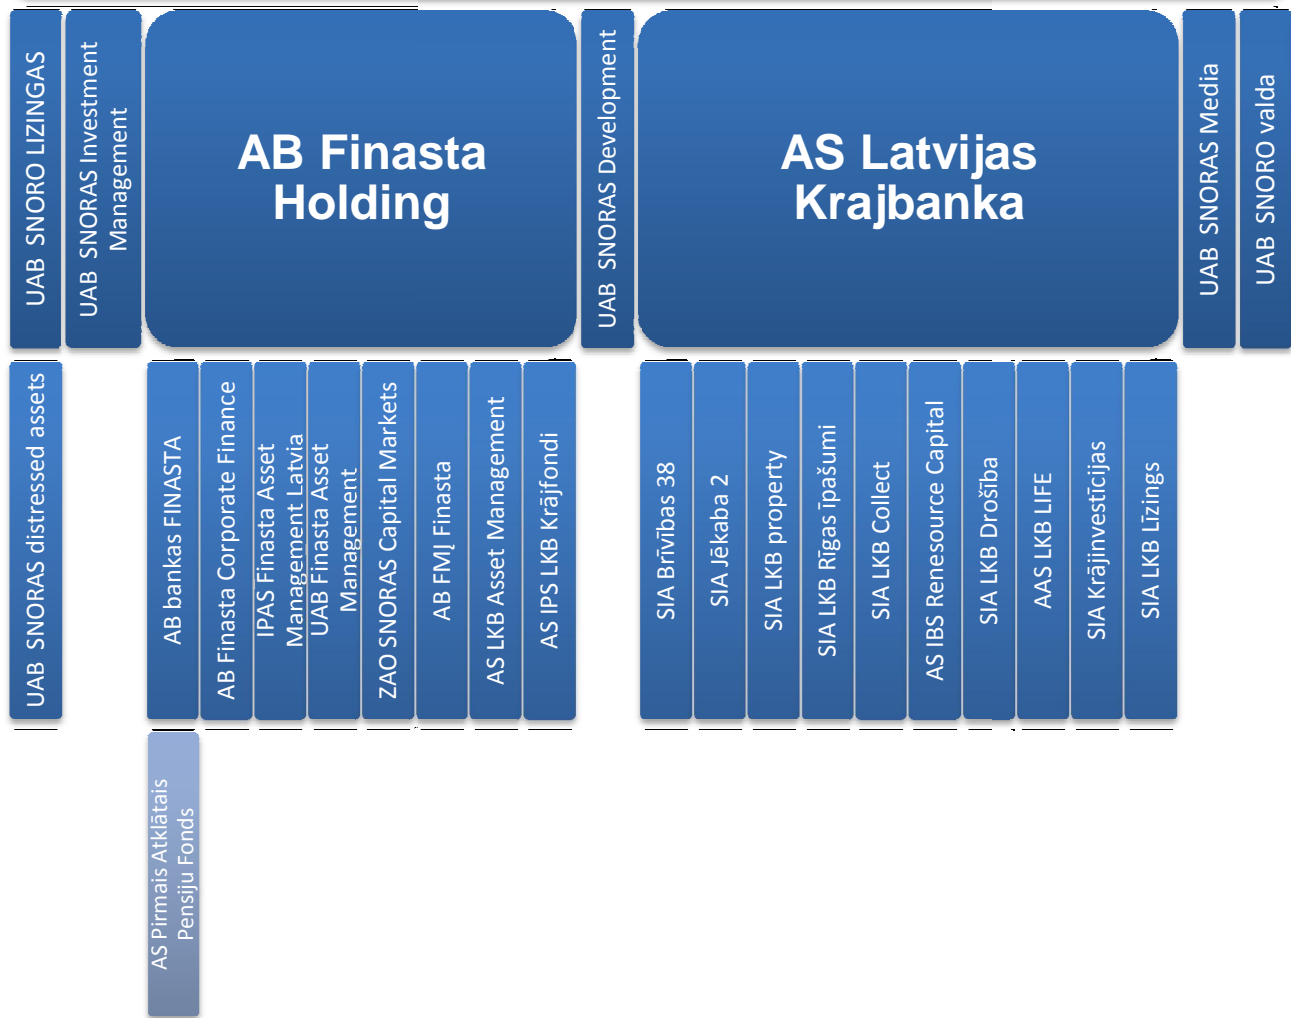 UAB SNORO LIZINGAS
UAB SNORAS Investment
Management
AB Finasta
Holding
UAB SNORAS Development
AS Latvijas
Krajbanka
UAB SNORAS Media
UAB SNORO valda
UAB SNORAS distressed assets
AB bankas FINASTA
AB Finasta Corporate Finance
IPAS Finasta Asset
Management Latvia
UAB Finasta Asset
Management
ZAO SNORAS Capital Markets
AB FMĮ Finasta
AS LKB Asset Management
AS IPS LKB Krājfondi
SIA Brīvības 38
SIA Jēkaba 2
SIA LKB property
SIA LKB Rīgas īpašumi
SIA LKB Collect
AS IBS Renesource Capital
SIA LKB Drošība
AAS LKB LIFE
SIA Krājinvestīcijas
SIA LKB Līzings
AS Pirmais Atklātais
Pensiju Fonds